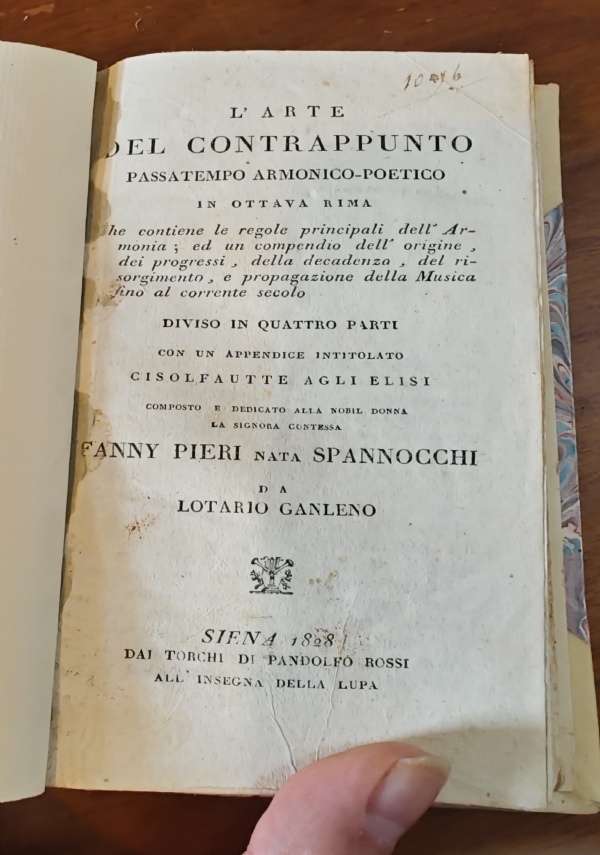 10 16
L' ARTE
DEL CONTRAPPUNTO
PASSATEMPO ARMONICO-POETICO
IN OTTAVA RIMA
he contiene le regole principali dell' Ar-
monia ; ed un compendio dell' origine ,
dei progressi , della decadenza , del ri-
sorgimento , e propagazione della Musica
fino al corrente secolo
DIVISO IN QUATTRO PARTI
CON UN APPENDICE INTITOLATO
CISOLFAUTTE AGLI ELISI
COMPOSTO E DEDICATO ALLA NOBIL DONNA
LA SIGNORA CONTESSA
FANNY PIERI NATA SPANNOCCHI
DA
LOTARIO GANLENO
SIENA 1828
DAI TORCHI DI PANDOLFO ROSSI
ALL' INSEGNA DELLA LUPA